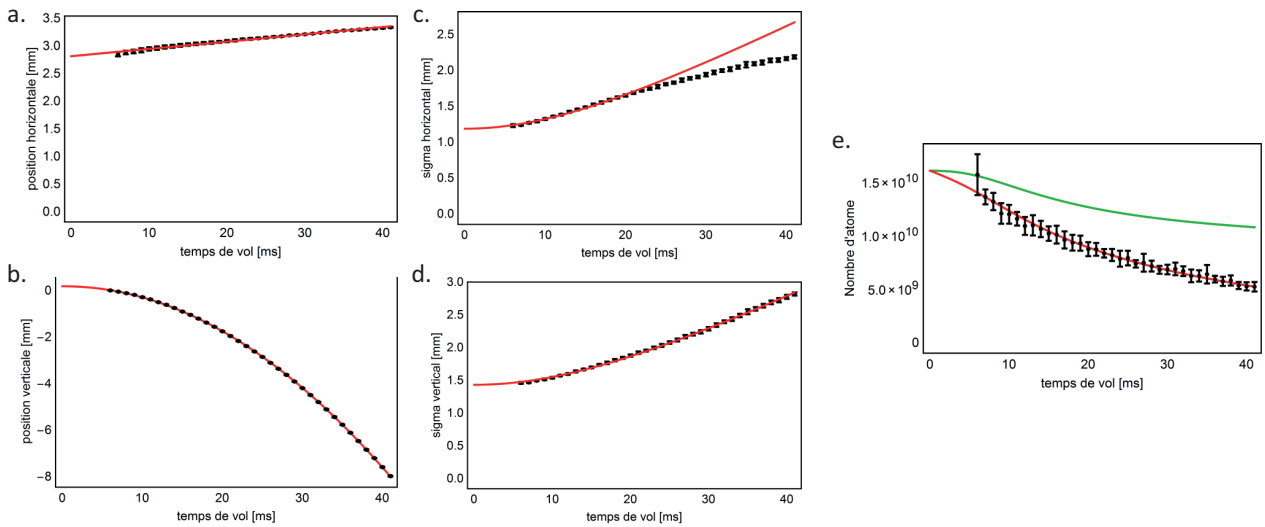 a.
position horizontale [mm]
3.5
3.0
2.5
2.0
1.5
1.0
0.5
0.0
0 10 20 30 40
temps de vol [ms]
b.
position verticale [mm]
0
−2
−4
−6
−8
0 10 20 30 40
temps de vol [ms]
c.
sigma horizontal [mm]
2.5
2.0
1.5
1.0
0.5
0.0
0 10 20 30 40
temps de vol [ms]
d.
sigma vertical [mm]
3.0
2.5
2.0
1.5
1.0
0.5
0.0
0 10 20 30 40
temps de vol [ms]
e.
Nombre d'atome
1.5 × 10¹⁰
1.0 × 10¹⁰
5.0 × 10⁹
0
0 10 20 30 40
temps de vol [ms]